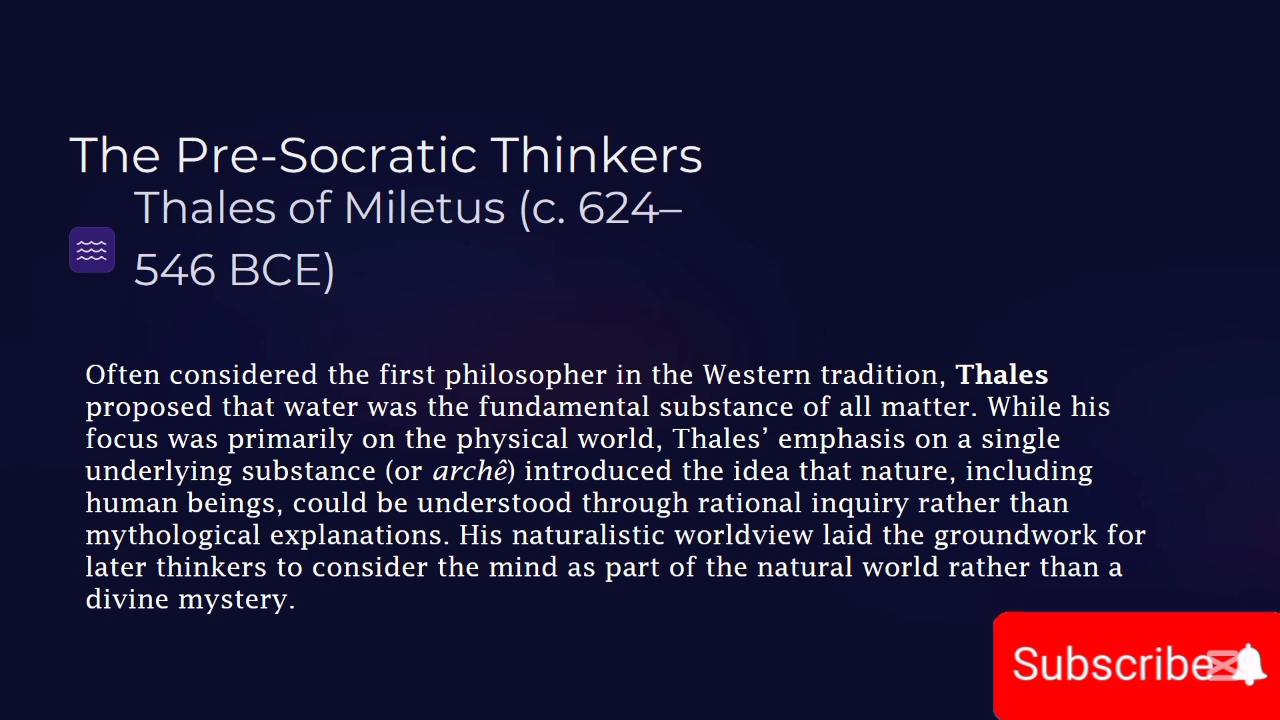 The Pre-Socratic Thinkers
Thales of Miletus (c. 624–
546 BCE)
Often considered the first philosopher in the Western tradition, Thales
proposed that water was the fundamental substance of all matter. While his
focus was primarily on the physical world, Thales’ emphasis on a single
underlying substance (or archê) introduced the idea that nature, including
human beings, could be understood through rational inquiry rather than
mythological explanations. His naturalistic worldview laid the groundwork for
later thinkers to consider the mind as part of the natural world rather than a
divine mystery.
Subscribe